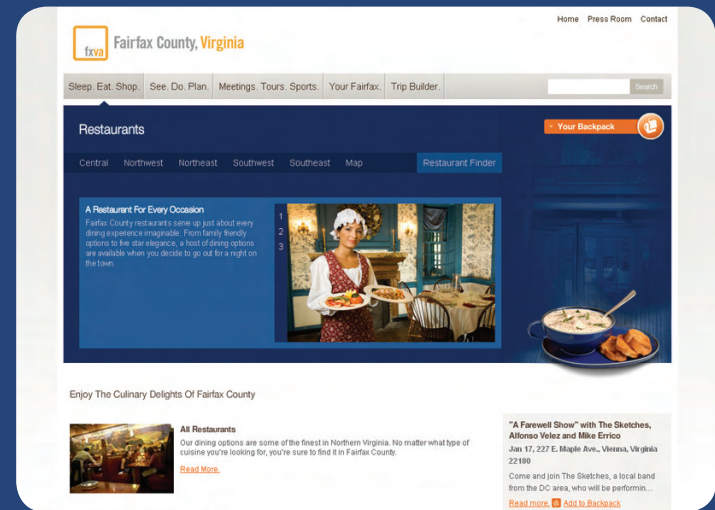 Home Press Room Contact
fxva
Fairfax County, Virginia
Sleep. Eat. Shop. See. Do. Plan. Meetings. Tours. Sports. Your Fairfax. Trip Builder. Search
Restaurants
Your Backpack
Central Northwest Northeast Southwest Southeast Map Restaurant Finder
A Restaurant For Every Occasion
Fairfax County restaurants serve up just about every
dining experience imaginable. From family friendly
options to five star elegance, a host of dining options
are available when you decide to go out for a night on
the town.
1
2
3
Enjoy The Culinary Delights Of Fairfax County
All Restaurants
Our dining options are some of the finest in Northern Virginia. No matter what type of
cuisine you're looking for, you're sure to find it in Fairfax County.
Read More.
"A Farewell Show" with The Sketches,
Alfonso Velez and Mike Errico
Jan 17, 227 E. Maple Ave., Vienna, Virginia
22180
Come and join The Sketches, a local band
from the DC area, who will be performin...
Read more. Add to Backpack